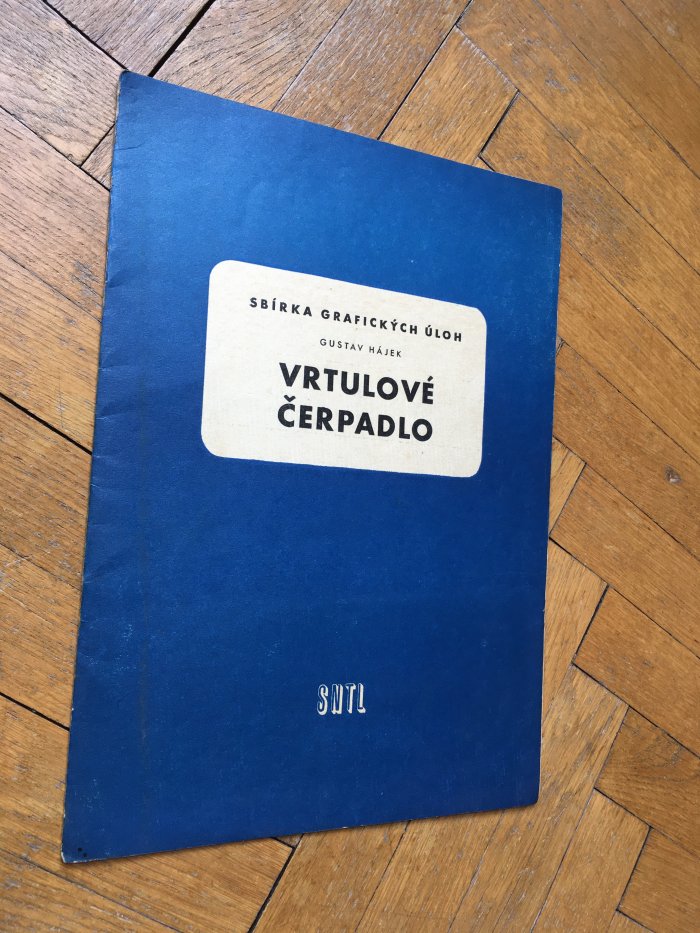 SBÍRKA GRAFICKÝCH ÚLOH
GUSTAV HÁJEK
VRTULOVÉ
ČERPADLO
SNTL